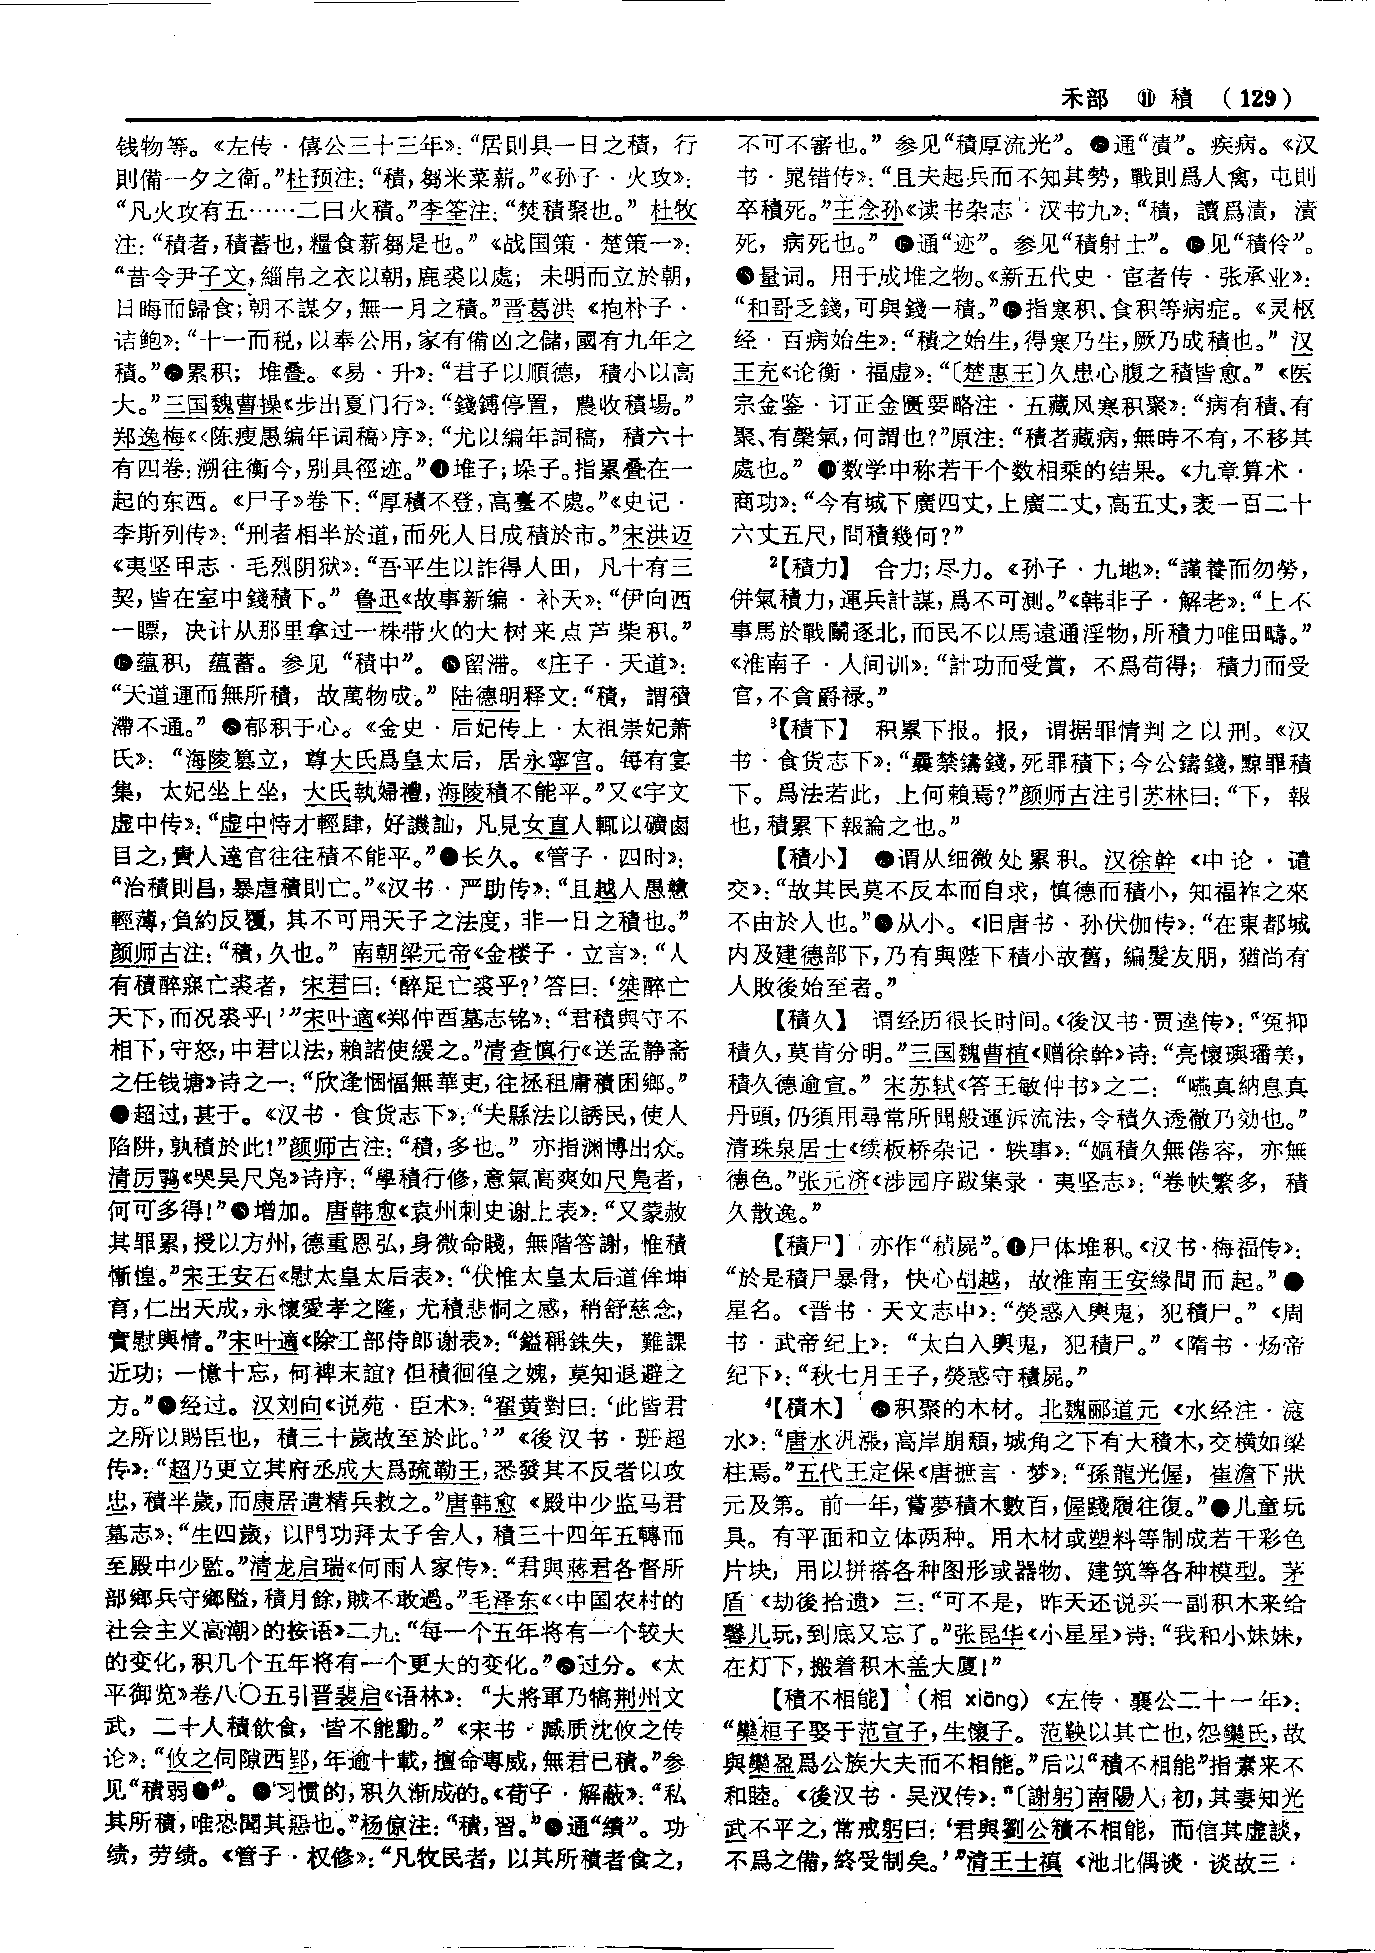 禾部 ⑪ 積 （129）
钱物等。《左传·僖公三十三年》：“居則具一日之積，行
則備一夕之衛。”杜预注：“積，芻米菜薪。”《孙子·火攻》：
“凡火攻有五……二曰火積。”李筌注：“焚積聚也。” 杜牧
注：“積者，積蓄也，糧食薪芻是也。”《战国策·楚策一》：
“昔令尹子文，緇帛之衣以朝，鹿裘以處；未明而立於朝，
日晦而歸食；朝不謀夕，無一月之積。”晋葛洪《抱朴子·
诘鲍》：“十一而税，以奉公用，家有備凶之儲，國有九年之
積。”累积；堆叠。《易·升》：“君子以順德，積小以高
大。”三国魏曹操《步出夏门行》：“錢鎛停置，農收積場。”
郑逸梅《〈陈瘦愚编年词稿〉序》：“尤以编年詞稿，積六十
有四卷；溯往衡今，别具徑迹。”堆子；垛子。指累叠在一
起的东西。《尸子》卷下：“厚積不登，高臺不處。”《史记·
李斯列传》：“刑者相半於道，而死人日成積於市。”宋洪迈
《夷坚甲志·毛烈阴狱》：“吾平生以詐得人田，凡十有三
契，皆在室中錢積下。” 鲁迅《故事新编·补天》：“伊向西
一瞟，决计从那里拿过一株带火的大树来点芦柴积。”
蕴积，蕴蓄。参见“積中”。留滞。《庄子·天道》：
“天道運而無所積，故萬物成。” 陆德明释文：“積，謂積
滯不通。”郁积于心。《金史·后妃传上·太祖崇妃萧
氏》：“海陵篡立，尊大氏爲皇太后，居永寧宫。每有宴
集，太妃坐上坐，大氏執婦禮，海陵積不能平。”又《宇文
虚中传》：“虚中恃才輕肆，好譏訕，凡見女直人輒以礦鹵
目之，貴人達官往往積不能平。”长久。《管子·四时》：
“治積則昌，暴虐積則亡。”《汉书·严助传》：“且越人愚戇
輕薄，負約反覆，其不可用天子之法度，非一日之積也。”
颜师古注：“積，久也。” 南朝梁元帝《金楼子·立言》：“人
有積醉寐亡裘者，宋君曰：‘醉足亡裘乎？’答曰：‘桀醉亡
天下，而况裘乎！’”宋叶適《郑仲酉墓志铭》：“君積與守不
相下，守怒，中君以法，賴諸使緩之。”清查慎行《送孟静斋
之任钱塘》诗之一：“欣逢悃愊無華吏，往拯租庸積困鄉。”
超过，甚于。《汉书·食货志下》：“夫縣法以誘民，使人
陷阱，孰積於此！”颜师古注：“積，多也。” 亦指渊博出众。
清厉鹗《哭吴尺凫》诗序：“學積行修，意氣高爽如尺凫者，
何可多得！”增加。唐韩愈《袁州刺史谢上表》：“又蒙赦
其罪累，授以方州，德重恩弘，身微命賤，無階答謝，惟積
慚惶。”宋王安石《慰太皇太后表》：“伏惟太皇太后道侔坤
育，仁出天成，永懷愛孝之隆，尤積悲恫之感，稍舒慈念，
實慰輿情。”宋叶適《除工部侍郎谢表》：“鎰稱銖失，難課
近功；一憶十忘，何裨末誼？但積徊徨之媿，莫知退避之
方。”经过。汉刘向《说苑·臣术》：“翟黄對曰：‘此皆君
之所以賜臣也，積三十歲故至於此。’”《後汉书·班超
传》：“超乃更立其府丞成大爲疏勒王，悉發其不反者以攻
忠，積半歲，而康居遣精兵救之。”唐韩愈《殿中少监马君
墓志》：“生四歲，以門功拜太子舍人，積三十四年五轉而
至殿中少監。”清龙启瑞《何雨人家传》：“君與蔣君各督所
部鄉兵守鄉隘，積月餘，賊不敢過。”毛泽东《〈中国农村的
社会主义高潮〉的按语》二九：“每一个五年将有一个较大
的变化，积几个五年将有一个更大的变化。”过分。《太
平御览》卷八〇五引晋裴启《语林》：“大將軍乃犒荆州文
武，二十人積飲食，皆不能動。”《宋书·臧质沈攸之传
论》：“攸之伺隙西郢，年逾十載，擅命專威，無君已積。”参
见“積弱”。习惯的，积久渐成的。《荀子·解蔽》：“私
其所積，唯恐聞其惡也。”杨倞注：“積，習。”通“績”。功
绩，劳绩。《管子·权修》：“凡牧民者，以其所積者食之，
不可不審也。”参见“積厚流光”。通“㿉”。疾病。《汉
书·晁错传》：“且夫起兵而不知其勢，戰則爲人禽，屯則
卒積死。”王念孙《读书杂志·汉书九》：“積，讀爲漬，漬
死，病死也。”通“迹”。参见“積射士”。见“積伶”。
量词。用于成堆之物。《新五代史·宦者传·张承业》：
“和哥乏錢，可與錢一積。”指寒积、食积等病症。《灵枢
经·百病始生》：“積之始生，得寒乃生，厥乃成積也。” 汉
王充《论衡·福虚》：“〔楚惠王〕久患心腹之積皆愈。”《医
宗金鉴·订正金匮要略注·五藏风寒积聚》：“病有積、有
聚、有槃氣，何謂也？”原注：“積者藏病，無時不有，不移其
處也。”数学中称若干个数相乘的结果。《九章算术·
商功》：“今有城下廣四丈，上廣二丈，高五丈，袤一百二十
六丈五尺，問積幾何？”
²【積力】 合力；尽力。《孙子·九地》：“謹養而勿勞，
併氣積力，運兵計謀，爲不可測。”《韩非子·解老》：“上不
事馬於戰鬭逐北，而民不以馬遠通淫物，所積力唯田疇。”
《淮南子·人间训》：“計功而受賞，不爲苟得；積力而受
官，不貪爵禄。”
³【積下】 积累下报。报，谓据罪情判之以刑。《汉
书·食货志下》：“曩禁鑄錢，死罪積下；今公鑄錢，黥罪積
下。爲法若此，上何賴焉？”颜师古注引苏林曰：“下，報
也，積累下報論之也。”
【積小】 谓从细微处累积。汉徐幹《中论·谴
交》：“故其民莫不反本而自求，慎德而積小，知福祚之來
不由於人也。”从小。《旧唐书·孙伏伽传》：“在東都城
内及建德部下，乃有與陛下積小故舊，編髮友朋，猶尚有
人敗後始至者。”
【積久】 谓经历很长时间。《後汉书·贾逵传》：“冤抑
積久，莫肯分明。”三国魏曹植《赠徐幹》诗：“亮懷璵璠美，
積久德逾宣。” 宋苏轼《答王敏仲书》之二：“嚥真納息真
丹頭，仍須用尋常所聞般運泝流法，令積久透徹乃効也。”
清珠泉居士《续板桥杂记·轶事》：“嫗積久無倦容，亦無
德色。”张元济《涉园序跋集录·夷坚志》：“卷帙繁多，積
久散逸。”
【積尸】 亦作“積屍”。尸体堆积。《汉书·梅福传》：
“於是積尸暴骨，快心胡越，故淮南王安緣間而起。”
星名。《晋书·天文志中》：“熒惑入輿鬼，犯積尸。”《周
书·武帝纪上》：“太白入輿鬼，犯積尸。”《隋书·炀帝
纪下》：“秋七月壬子，熒惑守積屍。”
⁴【積木】 积聚的木材。北魏郦道元《水经注·滱
水》：“唐水汎漲，高岸崩頽，城角之下有大積木，交横如梁
柱焉。”五代王定保《唐摭言·梦》：“孫龍光偓，崔澹下狀
元及第。前一年，嘗夢積木數百，偓踐履往復。”儿童玩
具。有平面和立体两种。用木材或塑料等制成若干彩色
片块，用以拼搭各种图形或器物、建筑等各种模型。茅
盾《劫後拾遗》三：“可不是，昨天还说买一副积木来给
馨儿玩，到底又忘了。”张昆华《小星星》诗：“我和小妹妹，
在灯下，搬着积木盖大厦！”
【積不相能】（相 xiāng）《左传·襄公二十一年》：
“欒桓子娶于范宣子，生懷子。范鞅以其亡也，怨欒氏，故
與欒盈爲公族大夫而不相能。”后以“積不相能”指素来不
和睦。《後汉书·吴汉传》：“〔謝躬〕南陽人，初，其妻知光
武不平之，常戒躬曰：‘君與劉公積不相能，而信其虚談，
不爲之備，終受制矣。’”清王士禛《池北偶谈·谈故三·